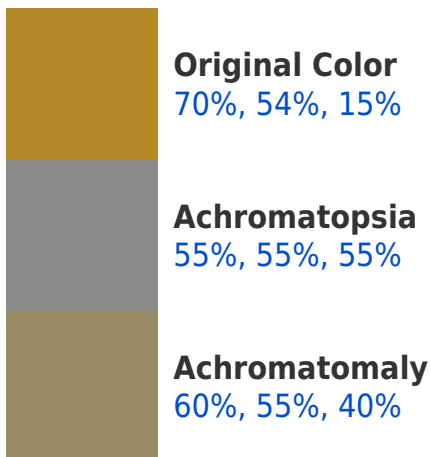 Original Color
70%, 54%, 15%
Achromatopsia
55%, 55%, 55%
Achromatomaly
60%, 55%, 40%